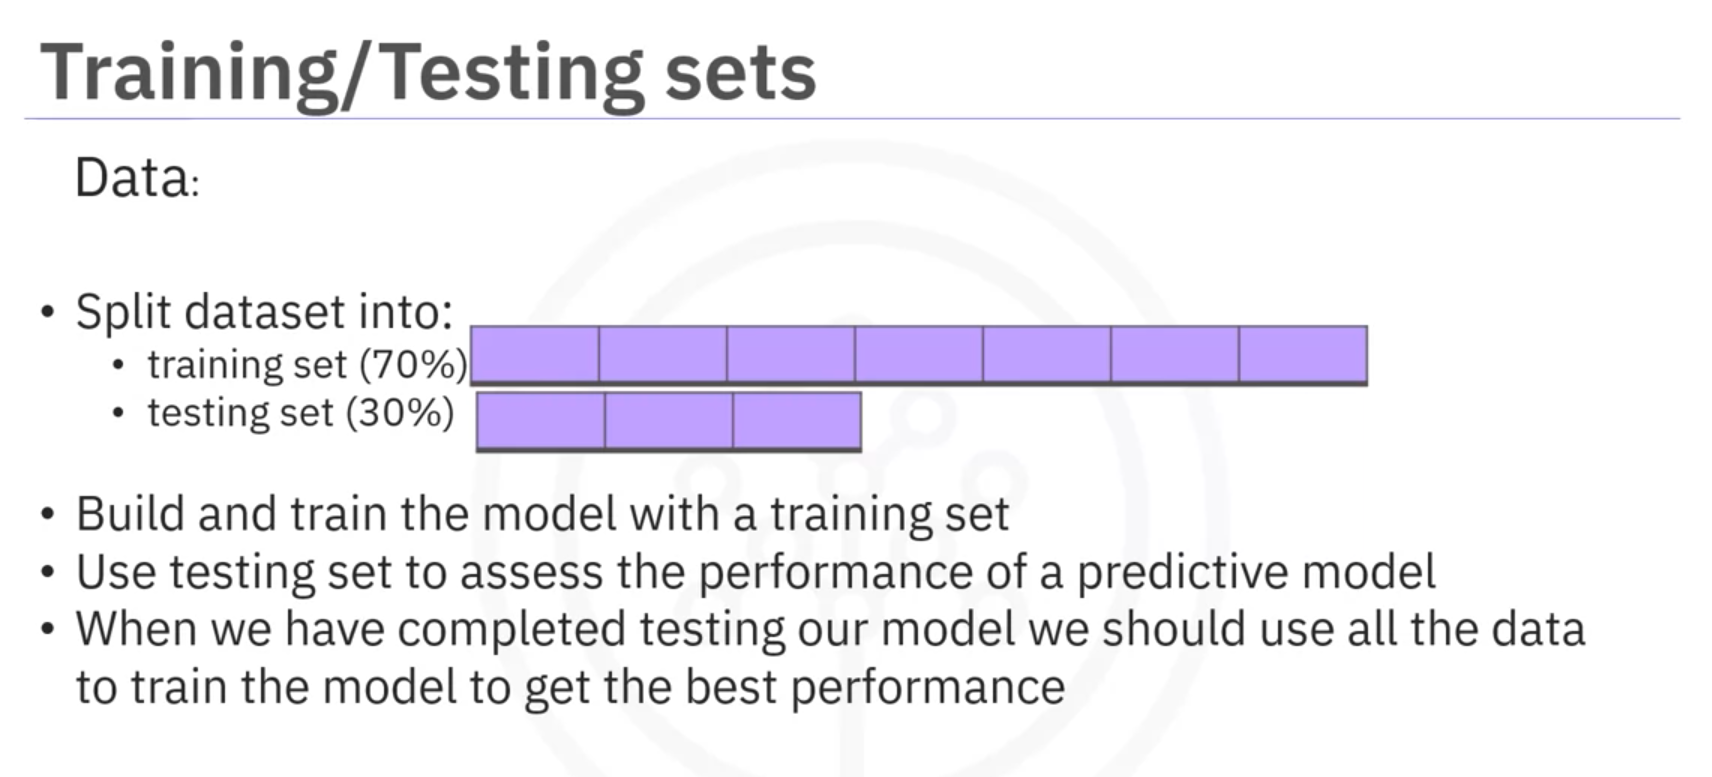 Training/Testing sets
Data:
• Split dataset into:
• training set (70%)
• testing set (30%)
• Build and train the model with a training set
• Use testing set to assess the performance of a predictive model
• When we have completed testing our model we should use all the data
to train the model to get the best performance